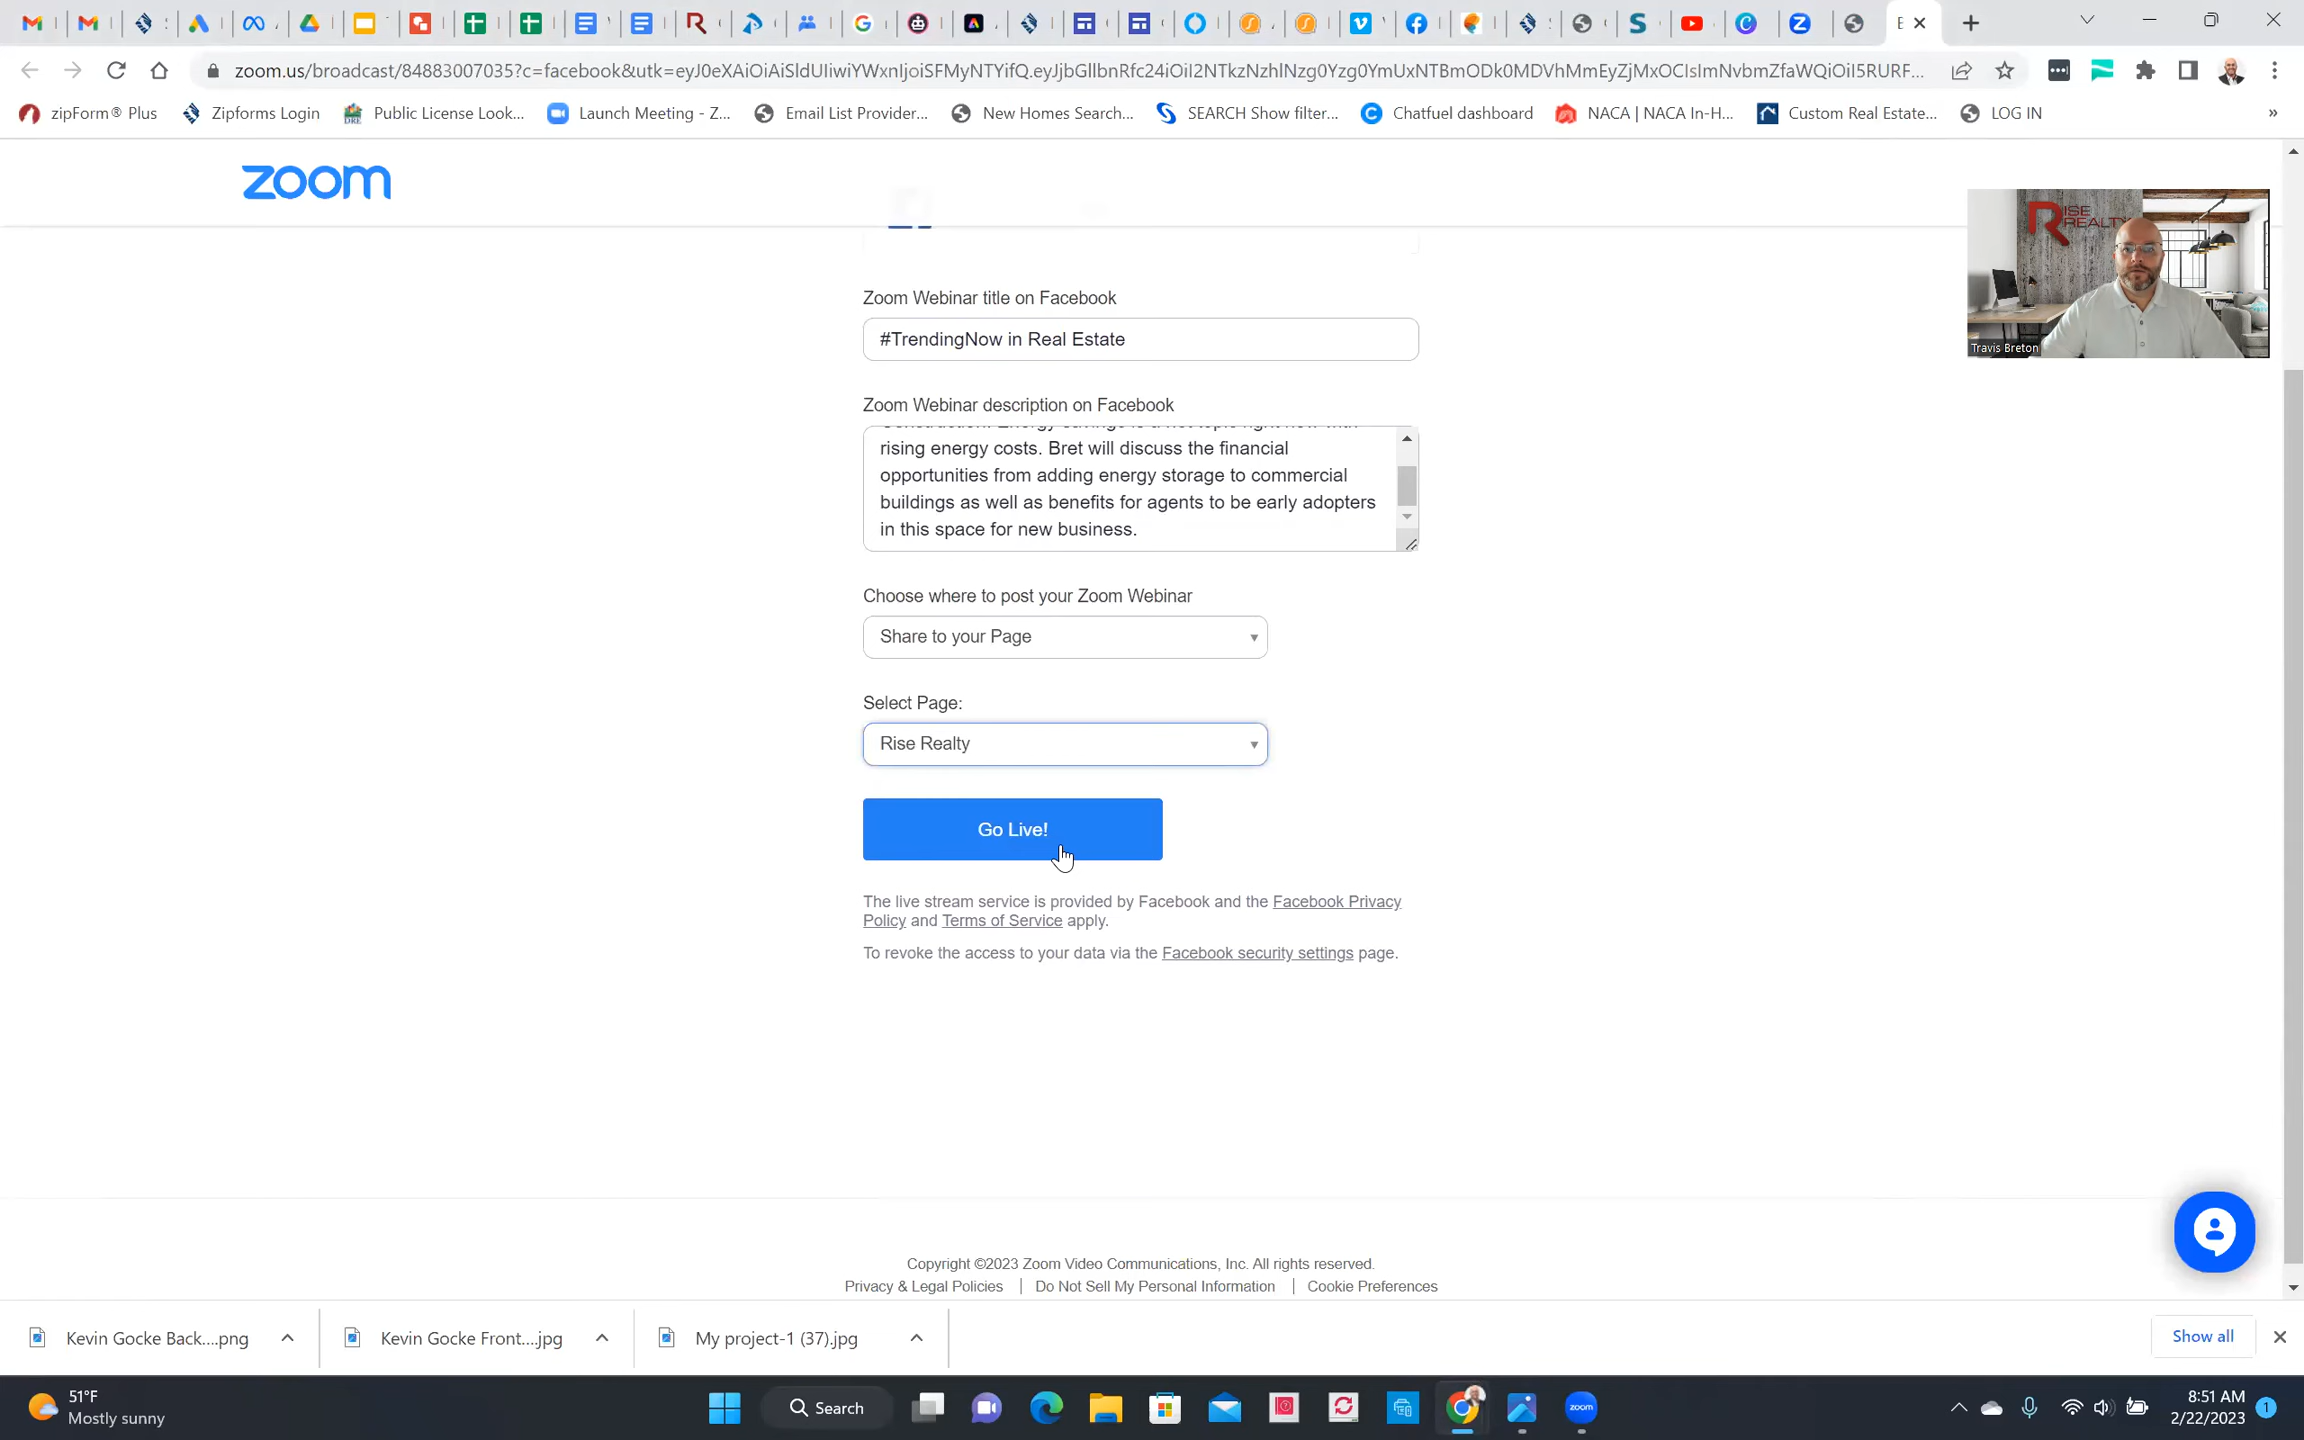 zoom.us/broadcast/84883007035?c=facebook&utk=eyJ0eXAiOiAiSldUIiwiYWxnIjoiSFMyNTYifQ.eyJjbGllbnRfc24iOiI2NTkzNzhlNzg0Yzg0YmUxNTBmODk0MDVhMmEyZjMxOCIsImNvbmZfaWQiOiI5RURF...
zipForm® Plus
Zipforms Login
Public License Look...
Launch Meeting - Z...
Email List Provider...
New Homes Search...
SEARCH Show filter...
Chatfuel dashboard
NACA | NACA In-H...
Custom Real Estate...
LOG IN
zoom
RISE
REALTY
Travis Breton
Zoom Webinar title on Facebook
#TrendingNow in Real Estate
Zoom Webinar description on Facebook
rising energy costs. Bret will discuss the financial
opportunities from adding energy storage to commercial
buildings as well as benefits for agents to be early adopters
in this space for new business.
Choose where to post your Zoom Webinar
Share to your Page
Select Page:
Rise Realty
Go Live!
The live stream service is provided by Facebook and the Facebook Privacy
Policy and Terms of Service apply.
To revoke the access to your data via the Facebook security settings page.
Copyright ©2023 Zoom Video Communications, Inc. All rights reserved.
Privacy & Legal Policies | Do Not Sell My Personal Information | Cookie Preferences
Kevin Gocke Back....png
Kevin Gocke Front....jpg
My project-1 (37).jpg
Show all
51°F
Mostly sunny
Search
zoom
8:51 AM
2/22/2023
1